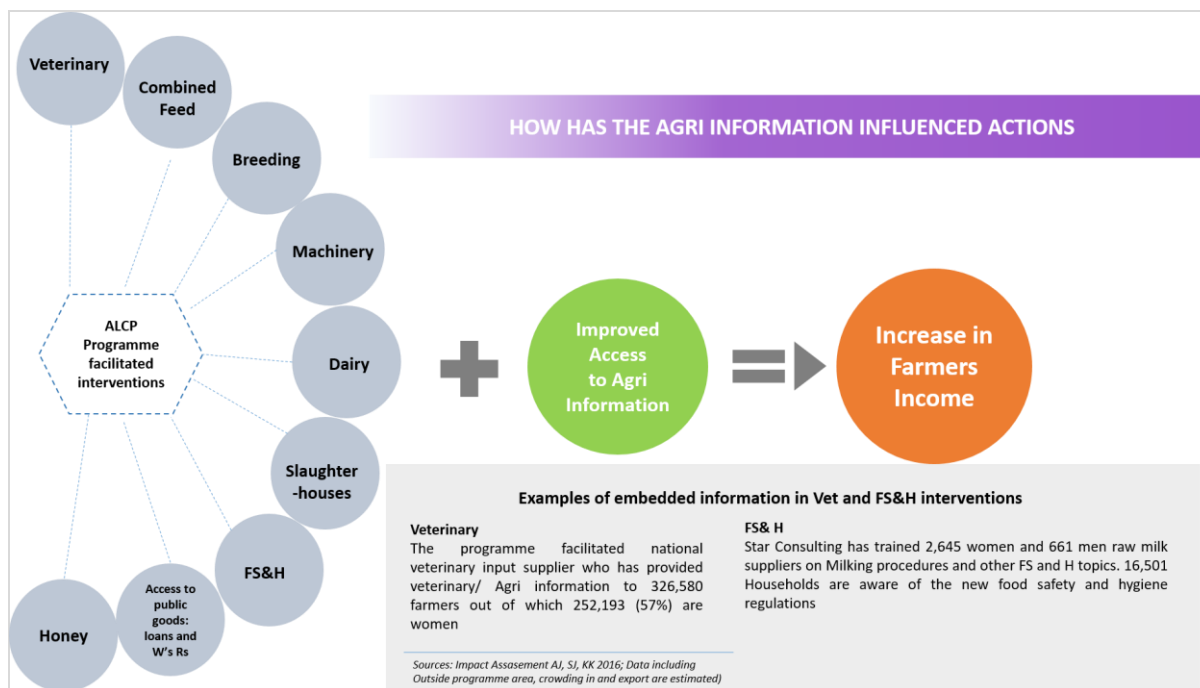 Veterinary
Combined
Feed
Breeding
Machinery
Dairy
Slaughter
-houses
FS&H
Access to
public
goods:
loans and
W's Rs
Honey
ALCP
Programme
facilitated
interventions
HOW HAS THE AGRI INFORMATION INFLUENCED ACTIONS
Improved
Access
to Agri
Information
Increase in
Farmers
Income
Examples of embedded information in Vet and FS&H interventions
Veterinary
The programme facilitated national
veterinary input supplier who has provided
veterinary/ Agri information to 326,580
farmers out of which 252,193 (57%) are
women
FS& H
Star Consulting has trained 2,645 women and 661 men raw milk
suppliers on Milking procedures and other FS and H topics. 16,501
Households are aware of the new food safety and hygiene
regulations
Sources: Impact Assasement AJ, SJ, KK 2016; Data including
Outside programme area, crowding in and export are estimated)